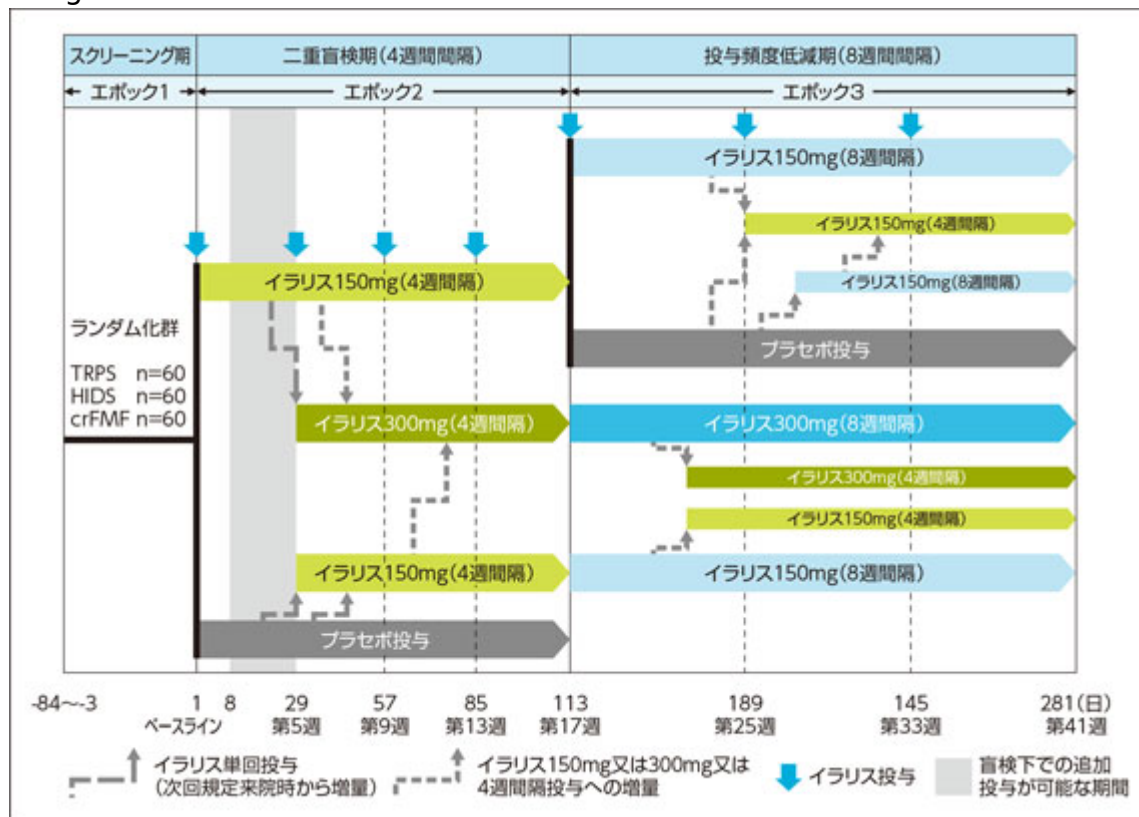 スクリーニング期
二重盲検期(4週間間隔)
投与頻度低減期(8週間間隔)
エポック1
エポック2
エポック3
イラリス150mg(8週間隔)
イラリス150mg(4週間隔)
イラリス150mg(4週間隔)
イラリス150mg(8週間隔)
ランダム化群
プラセボ投与
TRPS n=60
HIDS n=60
crFMF n=60
イラリス300mg(4週間隔)
イラリス300mg(8週間隔)
イラリス300mg(4週間隔)
イラリス150mg(4週間隔)
イラリス150mg(4週間隔)
イラリス150mg(8週間隔)
プラセボ投与
-84~-3 1 8 29 57 85 113 189 145 281(日)
ベースライン 第5週 第9週 第13週 第17週 第25週 第33週 第41週
イラリス単回投与
(次回規定来院時から増量)
イラリス150mg又は300mg又は
4週間隔投与への増量
イラリス投与
盲検下での追加
投与が可能な期間